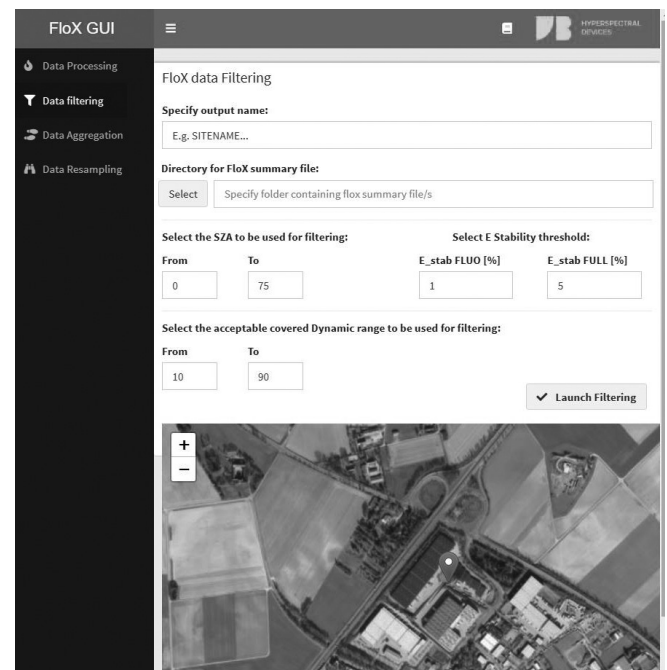 FloX GUI
HYPERSPECTRAL
DEVICES
Data Processing
Data filtering
Data Aggregation
Data Resampling
FloX data Filtering
Specify output name:
E.g. SITENAME...
Directory for FloX summary file:
Select Specify folder containing flox summary file/s
Select the SZA to be used for filtering: Select E Stability threshold:
From To E_stab FLUO [%] E_stab FULL [%]
0 75 1 5
Select the acceptable covered Dynamic range to be used for filtering:
From To
10 90
Launch Filtering
+
−